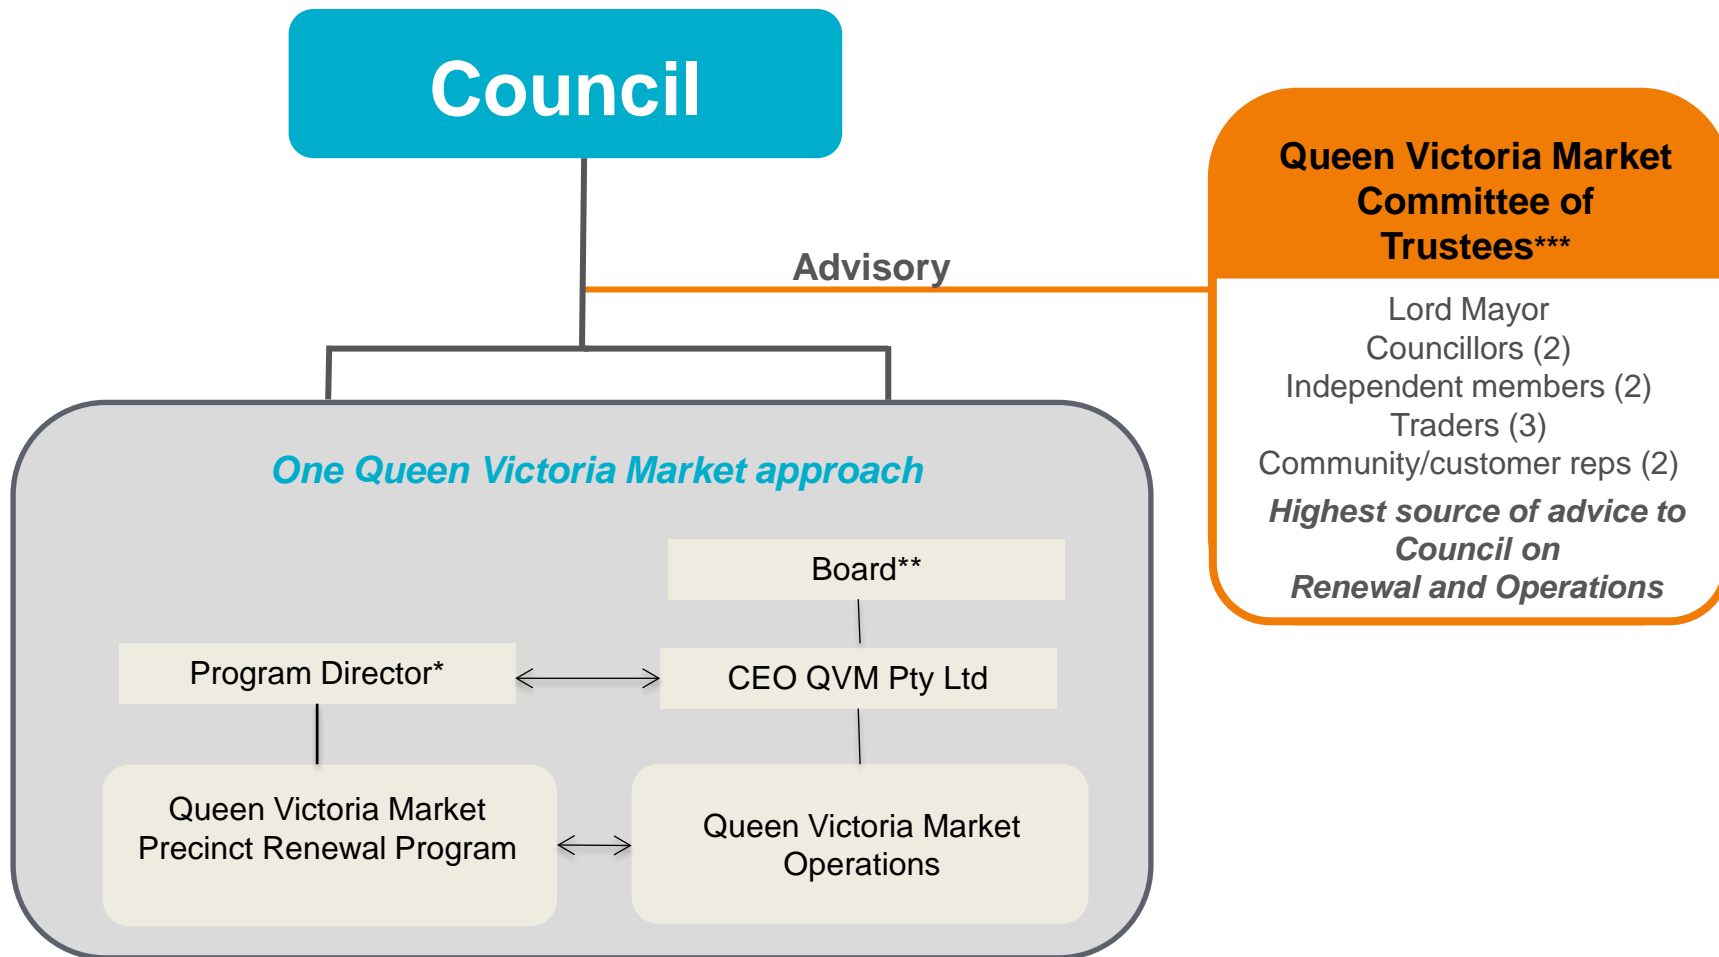 Council
Advisory
Queen Victoria Market
Committee of
Trustees***
Lord Mayor
Councillors (2)
Independent members (2)
Traders (3)
Community/customer reps (2)
Highest source of advice to
Council on
Renewal and Operations
One Queen Victoria Market approach
Board**
Program Director*
CEO QVM Pty Ltd
Queen Victoria Market
Precinct Renewal Program
Queen Victoria Market
Operations